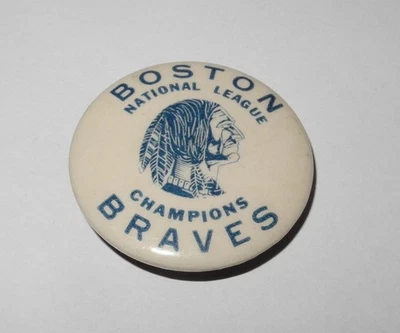 BOSTON
NATIONAL LEAGUE
CHAMPIONS
BRAVES